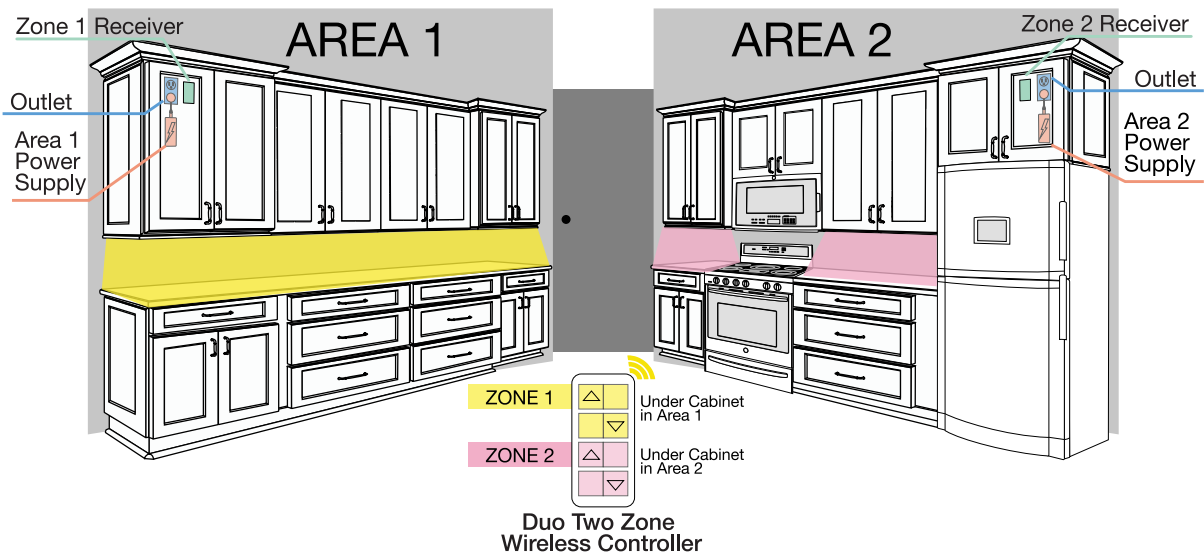 AREA 1
AREA 2
Zone 1 Receiver
Zone 2 Receiver
Outlet
Outlet
Area 1
Power
Supply
Area 2
Power
Supply
ZONE 1
Under Cabinet
in Area 1
ZONE 2
Under Cabinet
in Area 2
Duo Two Zone
Wireless Controller